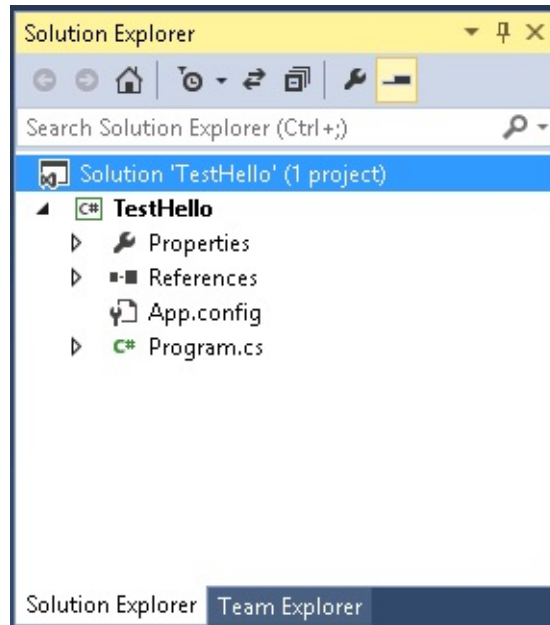 Solution Explorer
Search Solution Explorer (Ctrl+;)
Solution 'TestHello' (1 project)
C# TestHello
Properties
References
App.config
C# Program.cs
Solution Explorer Team Explorer